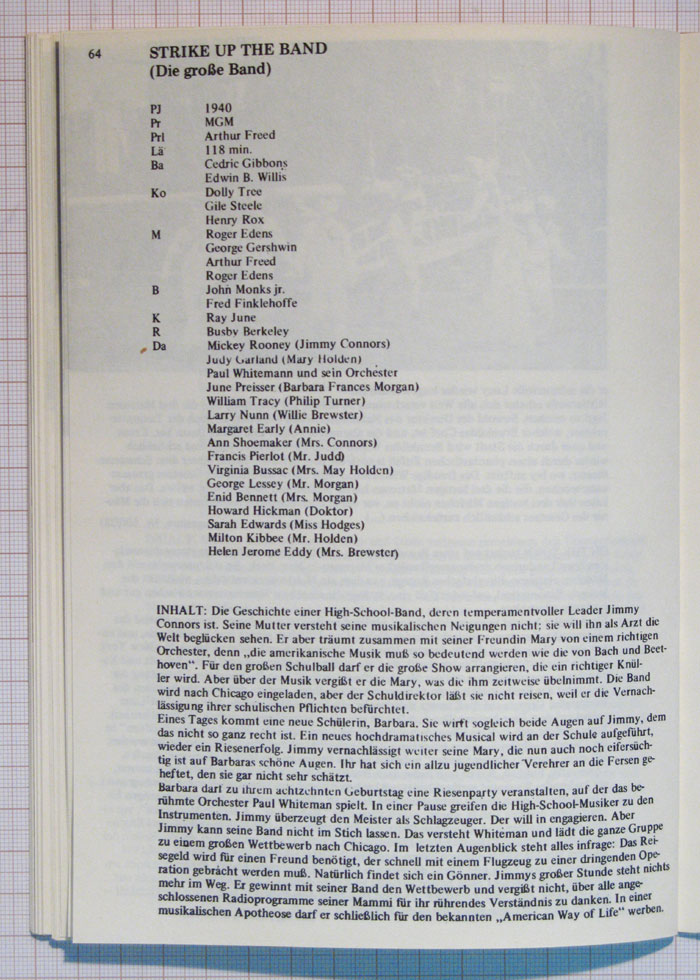 64
STRIKE UP THE BAND
(Die große Band)
PJ 1940
Pr MGM
Prl Arthur Freed
Lä 118 min.
Ba Cedric Gibbons
Edwin B. Willis
Ko Dolly Tree
Gile Steele
Henry Rox
M Roger Edens
George Gershwin
Arthur Freed
Roger Edens
B John Monks jr.
Fred Finklehoffe
K Ray June
R Busby Berkeley
Da Mickey Rooney (Jimmy Connors)
Judy Garland (Mary Holden)
Paul Whitemann und sein Orchester
June Preisser (Barbara Frances Morgan)
William Tracy (Philip Turner)
Larry Nunn (Willie Brewster)
Margaret Early (Annie)
Ann Shoemaker (Mrs. Connors)
Francis Pierlot (Mr. Judd)
Virginia Bussac (Mrs. May Holden)
George Lessey (Mr. Morgan)
Enid Bennett (Mrs. Morgan)
Howard Hickman (Doktor)
Sarah Edwards (Miss Hodges)
Milton Kibbee (Mr. Holden)
Helen Jerome Eddy (Mrs. Brewster)
INHALT: Die Geschichte einer High-School-Band, deren temperamentvoller Leader Jimmy
Connors ist. Seine Mutter versteht seine musikalischen Neigungen nicht; sie will ihn als Arzt die
Welt beglücken sehen. Er aber träumt zusammen mit seiner Freundin Mary von einem richtigen
Orchester, denn „die amerikanische Musik muß so bedeutend werden wie die von Bach und Beet-
hoven“. Für den großen Schulball darf er die große Show arrangieren, die ein richtiger Knül-
ler wird. Aber über der Musik vergißt er die Mary, was die ihm zeitweise übelnimmt. Die Band
wird nach Chicago eingeladen, aber der Schuldirektor läßt sie nicht reisen, weil er die Vernach-
lässigung ihrer schulischen Pflichten befürchtet.
Eines Tages kommt eine neue Schülerin, Barbara. Sie wirft sogleich beide Augen auf Jimmy, dem
das nicht so ganz recht ist. Ein neues hochdramatisches Musical wird an der Schule aufgeführt,
wieder ein Riesenerfolg. Jimmy vernachlässigt weiter seine Mary, die nun auch noch eifersüch-
tig ist auf Barbaras schöne Augen. Ihr hat sich ein allzu jugendlicher Verehrer an die Fersen ge-
heftet, den sie gar nicht sehr schätzt.
Barbara darf zu ihrem achtzehnten Geburtstag eine Riesenparty veranstalten, auf der das be-
rühmte Orchester Paul Whiteman spielt. In einer Pause greifen die High-School-Musiker zu den
Instrumenten. Jimmy überzeugt den Meister als Schlagzeuger. Der will in engagieren. Aber
Jimmy kann seine Band nicht im Stich lassen. Das versteht Whiteman und lädt die ganze Gruppe
zu einem großen Wettbewerb nach Chicago. Im letzten Augenblick steht alles infrage: Das Rei-
segeld wird für einen Freund benötigt, der schnell mit einem Flugzeug zu einer dringenden Ope-
ration gebracht werden muß. Natürlich findet sich ein Gönner. Jimmys großer Stunde steht nichts
mehr im Weg. Er gewinnt mit seiner Band den Wettbewerb und vergißt nicht, über alle ange-
schlossenen Radioprogramme seiner Mammi für ihr rührendes Verständnis zu danken. In einer
musikalischen Apotheose darf er schließlich für den bekannten „American Way of Life“ werben.